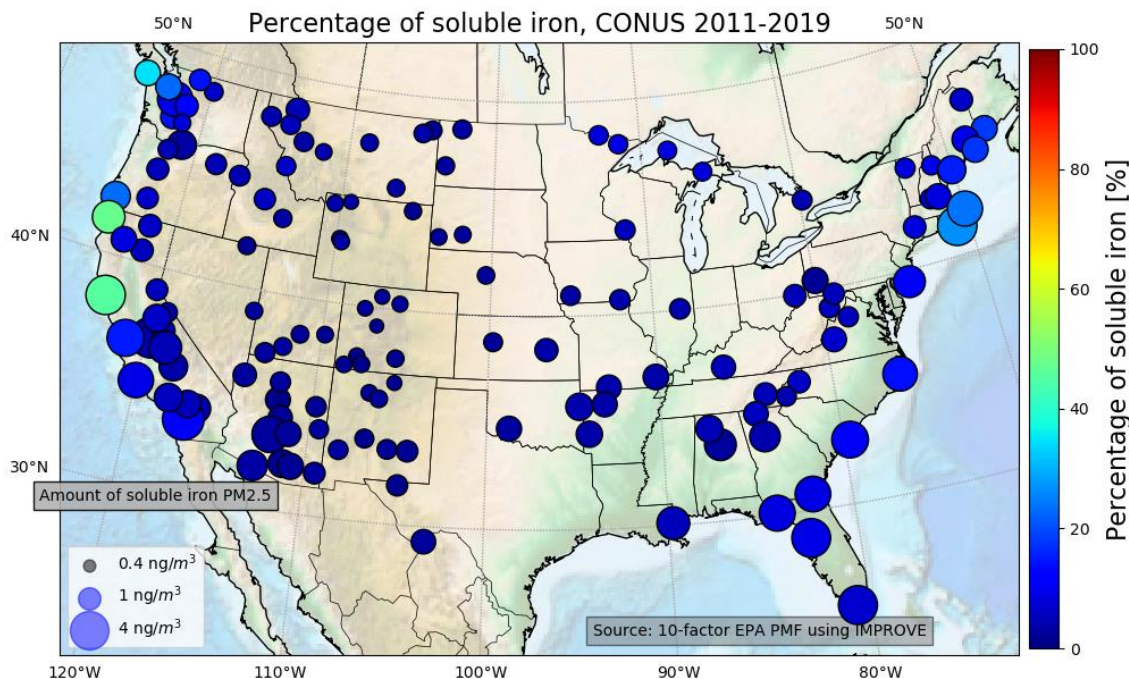 50°N
Percentage of soluble iron, CONUS 2011-2019
50°N
100
80
60
40
20
0
Percentage of soluble iron [%]
40°N
30°N
Amount of soluble iron PM2.5
0.4 ng/m³
1 ng/m³
4 ng/m³
Source: 10-factor EPA PMF using IMPROVE
120°W
110°W
100°W
90°W
80°W